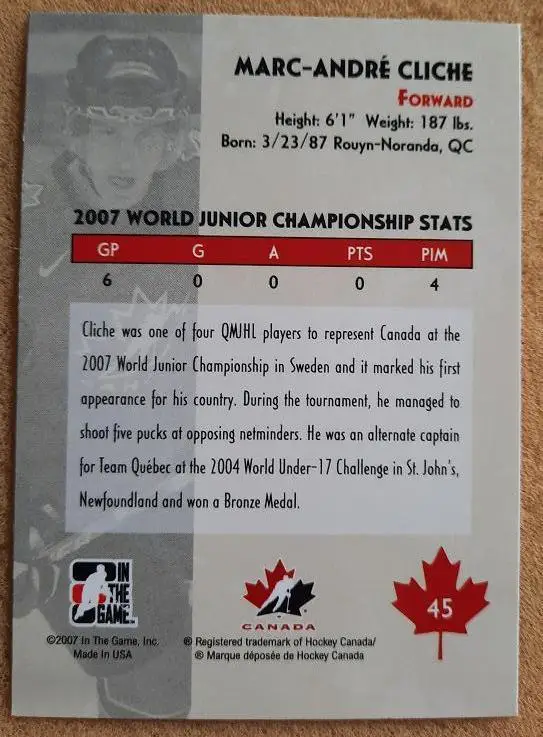 MARC-ANDRÉ CLICHE
FORWARD
Height: 6'1" Weight: 187 lbs.
Born: 3/23/87 Rouyn-Noranda, QC
2007 WORLD JUNIOR CHAMPIONSHIP STATS
GP G A PTS PIM
6 0 0 0 4
Cliche was one of four QMJHL players to represent Canada at the
2007 World Junior Championship in Sweden and it marked his first
appearance for his country. During the tournament, he managed to
shoot five pucks at opposing netminders. He was an alternate captain
for Team Québec at the 2004 World Under-17 Challenge in St. John's,
Newfoundland and won a Bronze Medal.
IN
THE
GAME
CANADA
45
©2007 In The Game, Inc.
Made In USA
® Registered trademark of Hockey Canada/
® Marque déposée de Hockey Canada